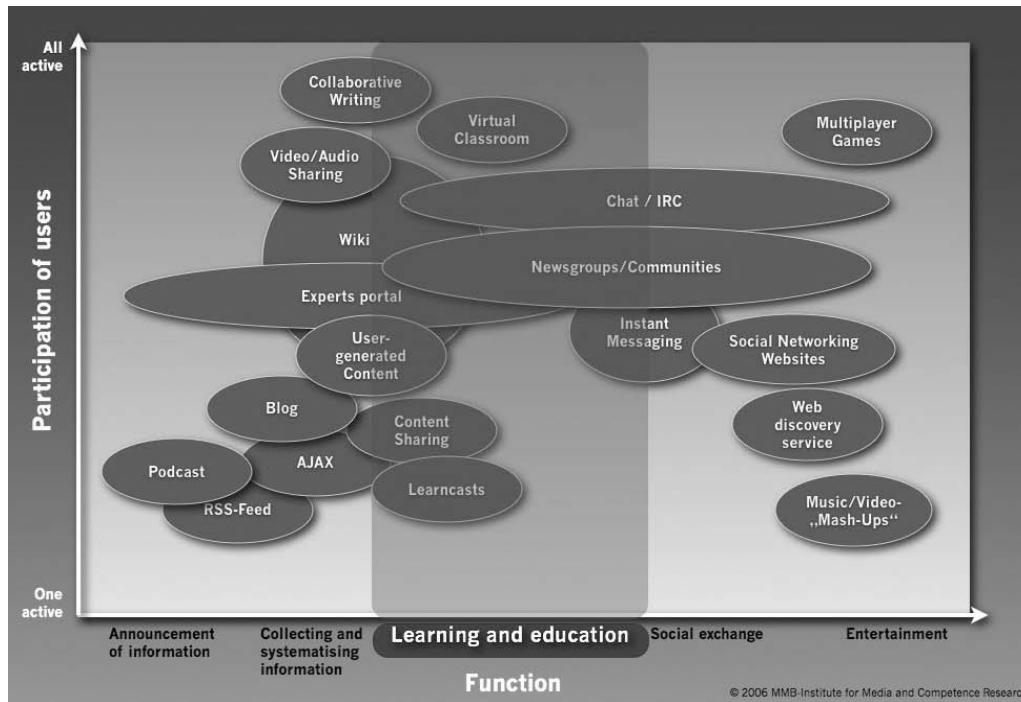 All
active
Collaborative
Writing
Virtual
Classroom
Multiplayer
Games
Video/Audio
Sharing
Chat / IRC
Wiki
Newsgroups/Communities
Experts portal
Instant
Messaging
User-
generated
Content
Social Networking
Websites
Blog
Content
Sharing
Web
discovery
service
Podcast
AJAX
Learncasts
RSS-Feed
Music/Video-
„Mash-Ups“
Participation of users
One
active
Announcement
of information
Collecting and
systematising
information
Learning and education
Social exchange
Entertainment
Function
© 2006 MMB-Institute for Media and Competence Researc